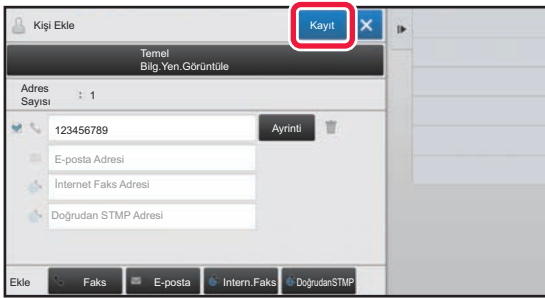 Kişi Ekle
Kayıt
Temel
Bilg.Yen.Görüntüle
Adres
Sayısı : 1
123456789
Ayrinti
E-posta Adresi
İnternet Faks Adresi
Doğrudan STMP Adresi
Ekle
Faks
E-posta
Intern.Faks
DoğrudanSTMP